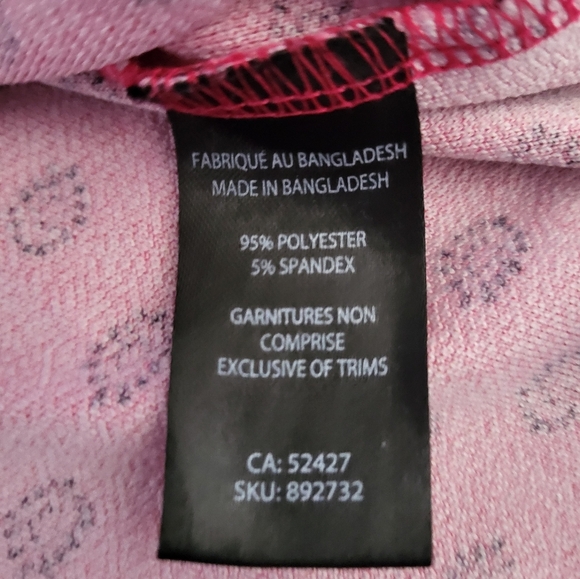 FABRIQUÉ AU BANGLADESH
MADE IN BANGLADESH
95% POLYESTER
5% SPANDEX
GARNITURES NON
COMPRISE
EXCLUSIVE OF TRIMS
CA: 52427
SKU: 892732